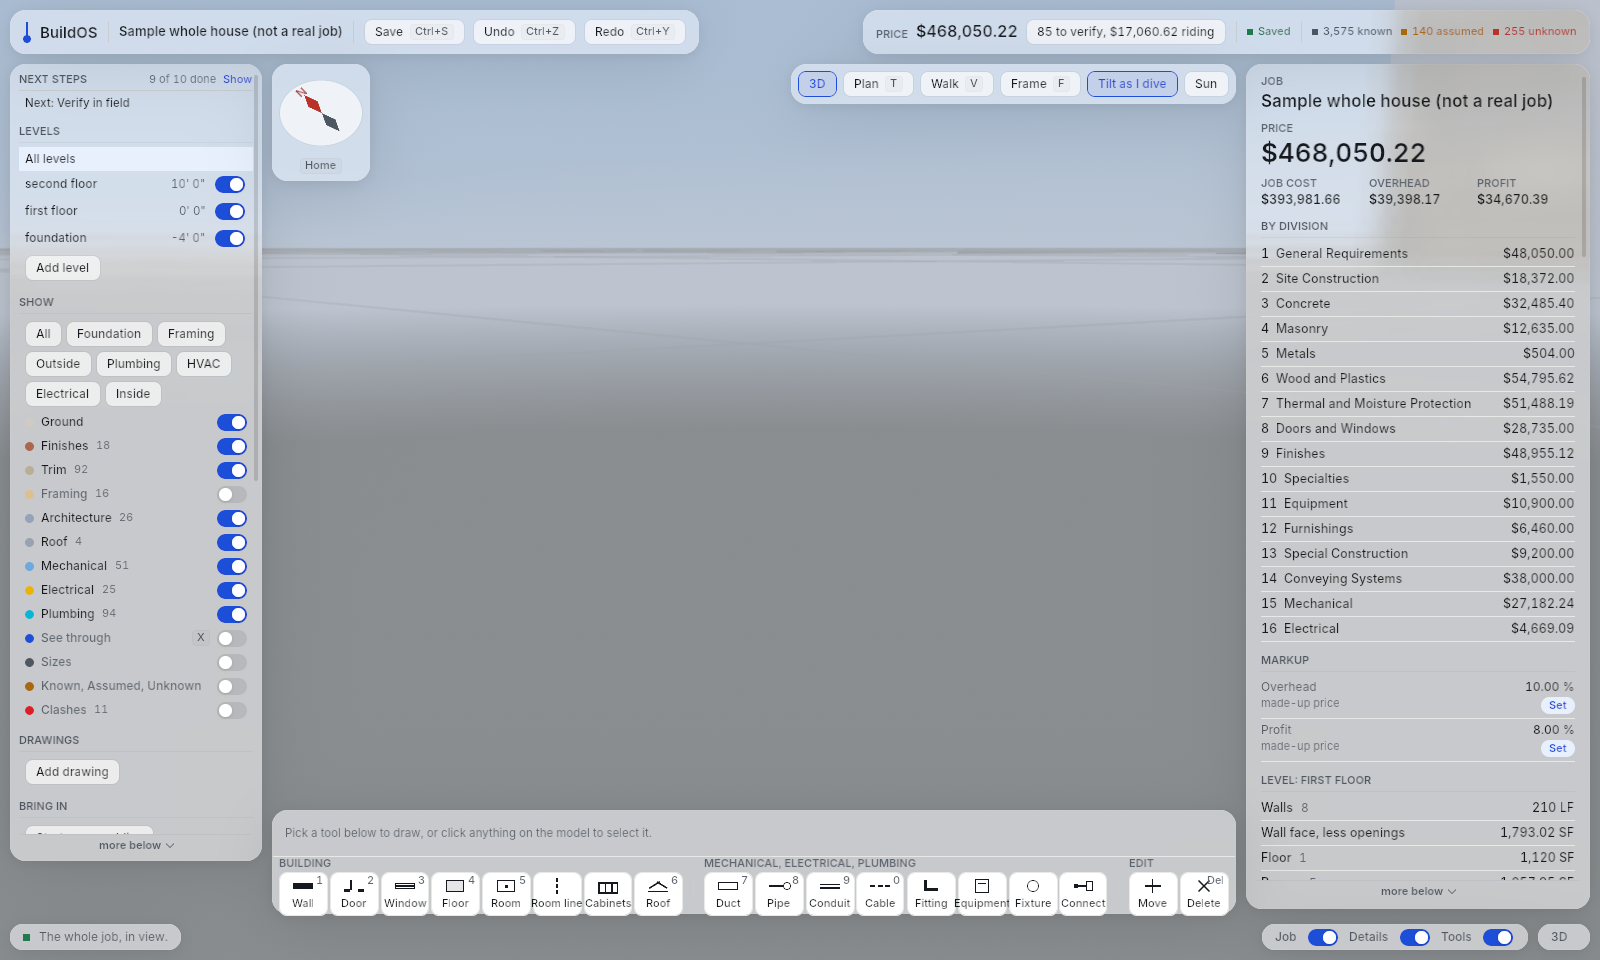 BuildOS
Sample whole house (not a real job)
Save Ctrl+S
Undo Ctrl+Z
Redo Ctrl+Y
PRICE $468,050.22
85 to verify, $17,060.62 riding
Saved
3,575 known
140 assumed
255 unknown
NEXT STEPS 9 of 10 done Show
Next: Verify in field
LEVELS
All levels
second floor 10' 0"
first floor 0' 0"
foundation -4' 0"
Add level
SHOW
All Foundation Framing
Outside Plumbing HVAC
Electrical Inside
Ground
Finishes 18
Trim 92
Framing 16
Architecture 26
Roof 4
Mechanical 51
Electrical 25
Plumbing 94
See through X
Sizes
Known, Assumed, Unknown
Clashes 11
DRAWINGS
Add drawing
BRING IN
more below
N
Home
3D
Plan T
Walk V
Frame F
Tilt as I dive
Sun
JOB
Sample whole house (not a real job)
PRICE
$468,050.22
JOB COST OVERHEAD PROFIT
$393,981.66 $39,398.17 $34,670.39
BY DIVISION
1 General Requirements $48,050.00
2 Site Construction $18,372.00
3 Concrete $32,485.40
4 Masonry $12,635.00
5 Metals $504.00
6 Wood and Plastics $54,795.62
7 Thermal and Moisture Protection $51,488.19
8 Doors and Windows $28,735.00
9 Finishes $48,955.12
10 Specialties $1,550.00
11 Equipment $10,900.00
12 Furnishings $6,460.00
13 Special Construction $9,200.00
14 Conveying Systems $38,000.00
15 Mechanical $27,182.24
16 Electrical $4,669.09
MARKUP
Overhead 10.00 %
made-up price Set
Profit 8.00 %
made-up price Set
LEVEL: FIRST FLOOR
Walls 8 210 LF
Wall face, less openings 1,793.02 SF
Floor 1 1,120 SF
more below
Pick a tool below to draw, or click anything on the model to select it.
BUILDING
1 2 3 4 5 6
Wall Door Window Floor Room Room line Cabinets Roof
MECHANICAL, ELECTRICAL, PLUMBING
7 8 9 0
Duct Pipe Conduit Cable Fitting Equipment Fixture Connect
EDIT
Del
Move Delete
The whole job, in view.
Job Details Tools 3D